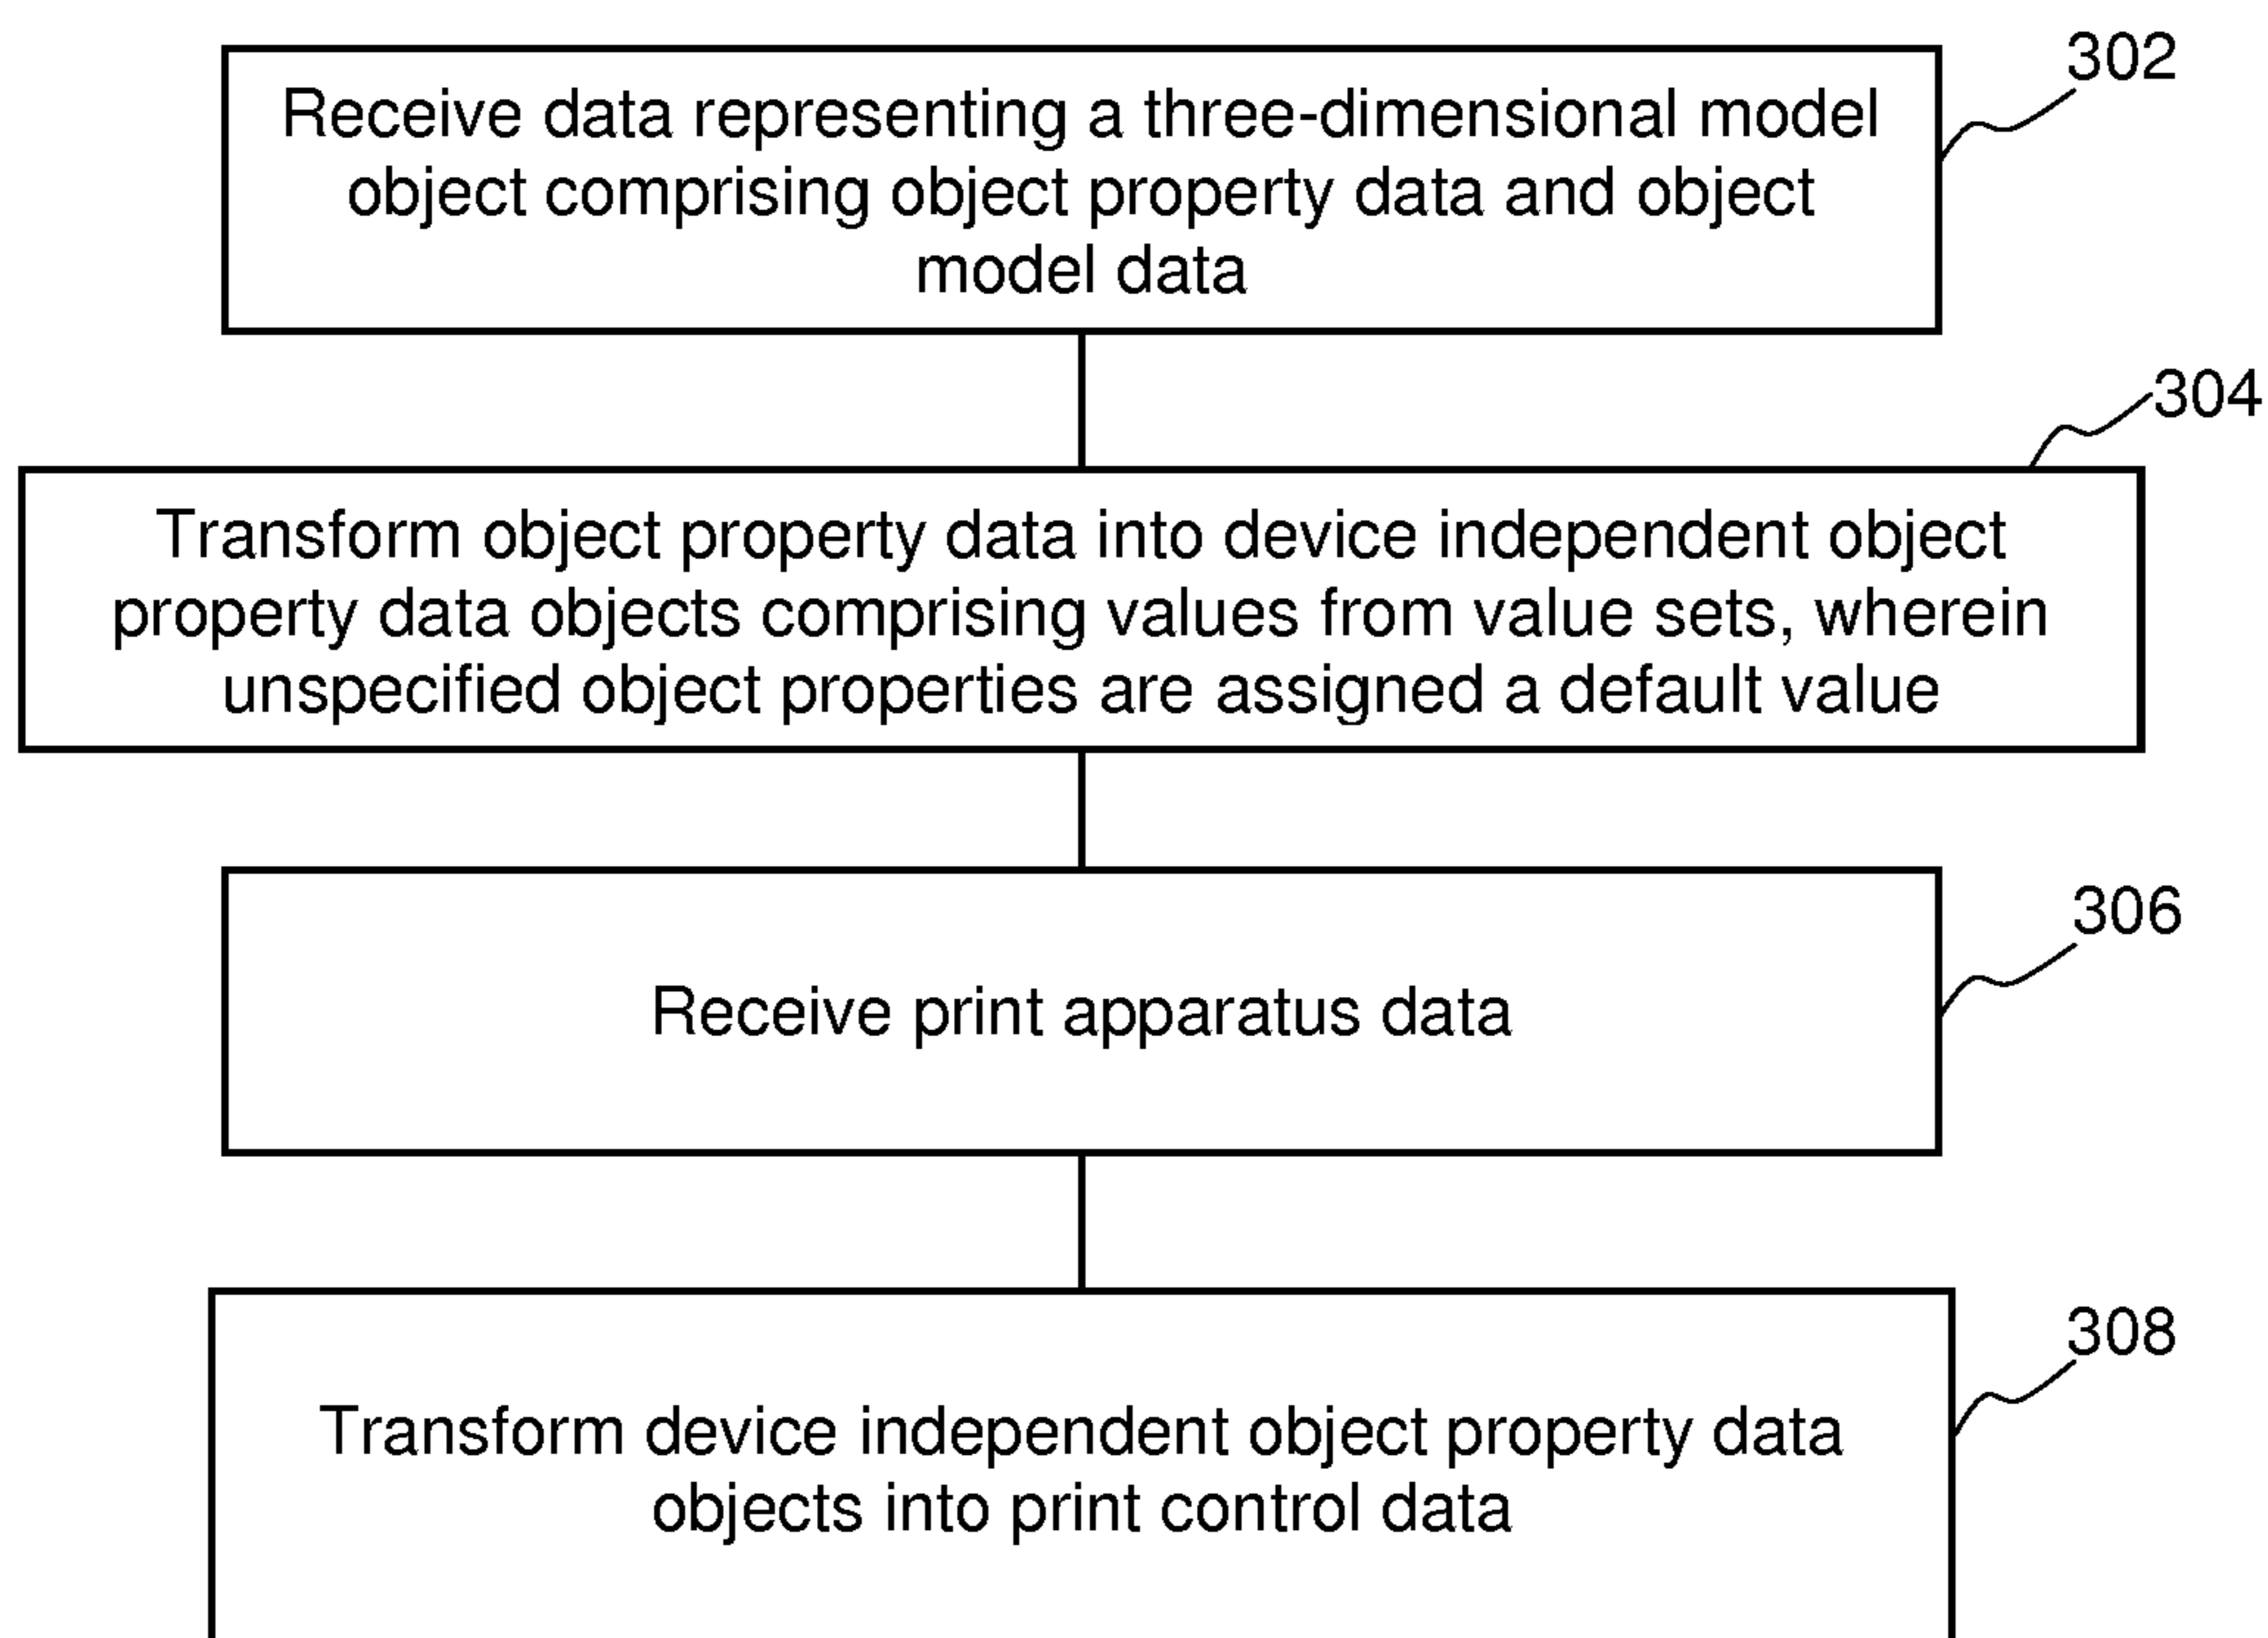 302
Receive data representing a three-dimensional model
object comprising object property data and object
model data
304
Transform object property data into device independent object
property data objects comprising values from value sets, wherein
unspecified object properties are assigned a default value
306
Receive print apparatus data
308
Transform device independent object property data
objects into print control data